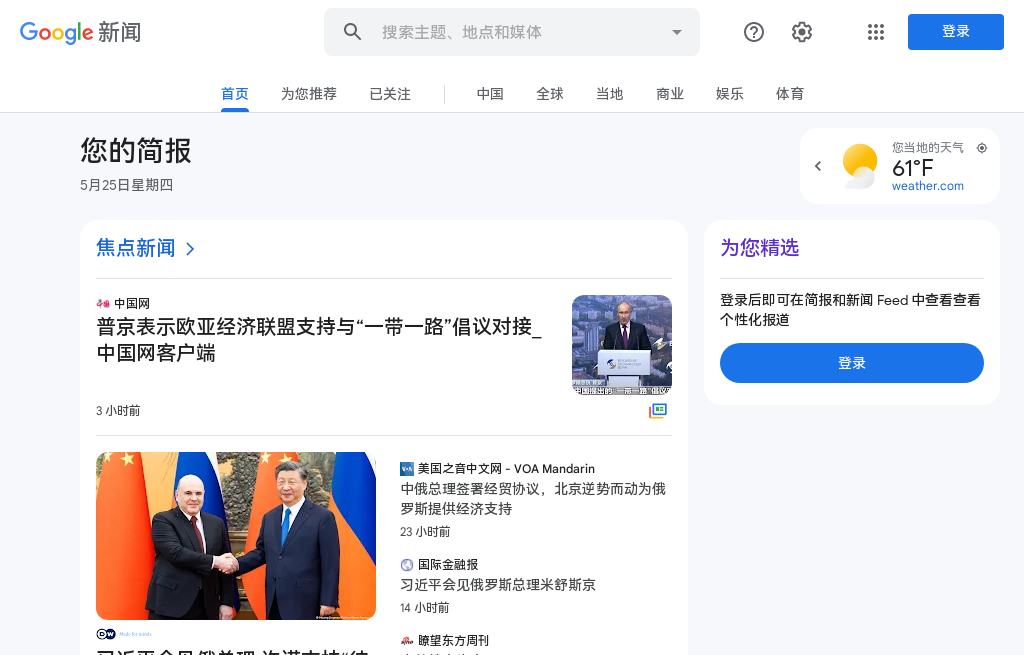 Google 新闻
搜索主题、地点和媒体
登录
首页
为您推荐
已关注
中国
全球
当地
商业
娱乐
体育
您的简报
5月25日星期四
您当地的天气
61°F
weather.com
焦点新闻
中国网
普京表示欧亚经济联盟支持与“一带一路”倡议对接_
中国网客户端
3 小时前
为您精选
登录后即可在简报和新闻 Feed 中查看查看
个性化报道
登录
美国之音中文网 - VOA Mandarin
中俄总理签署经贸协议，北京逆势而动为俄
罗斯提供经济支持
23 小时前
国际金融报
习近平会见俄罗斯总理米舒斯京
14 小时前
DW Made for minds
瞭望东方周刊